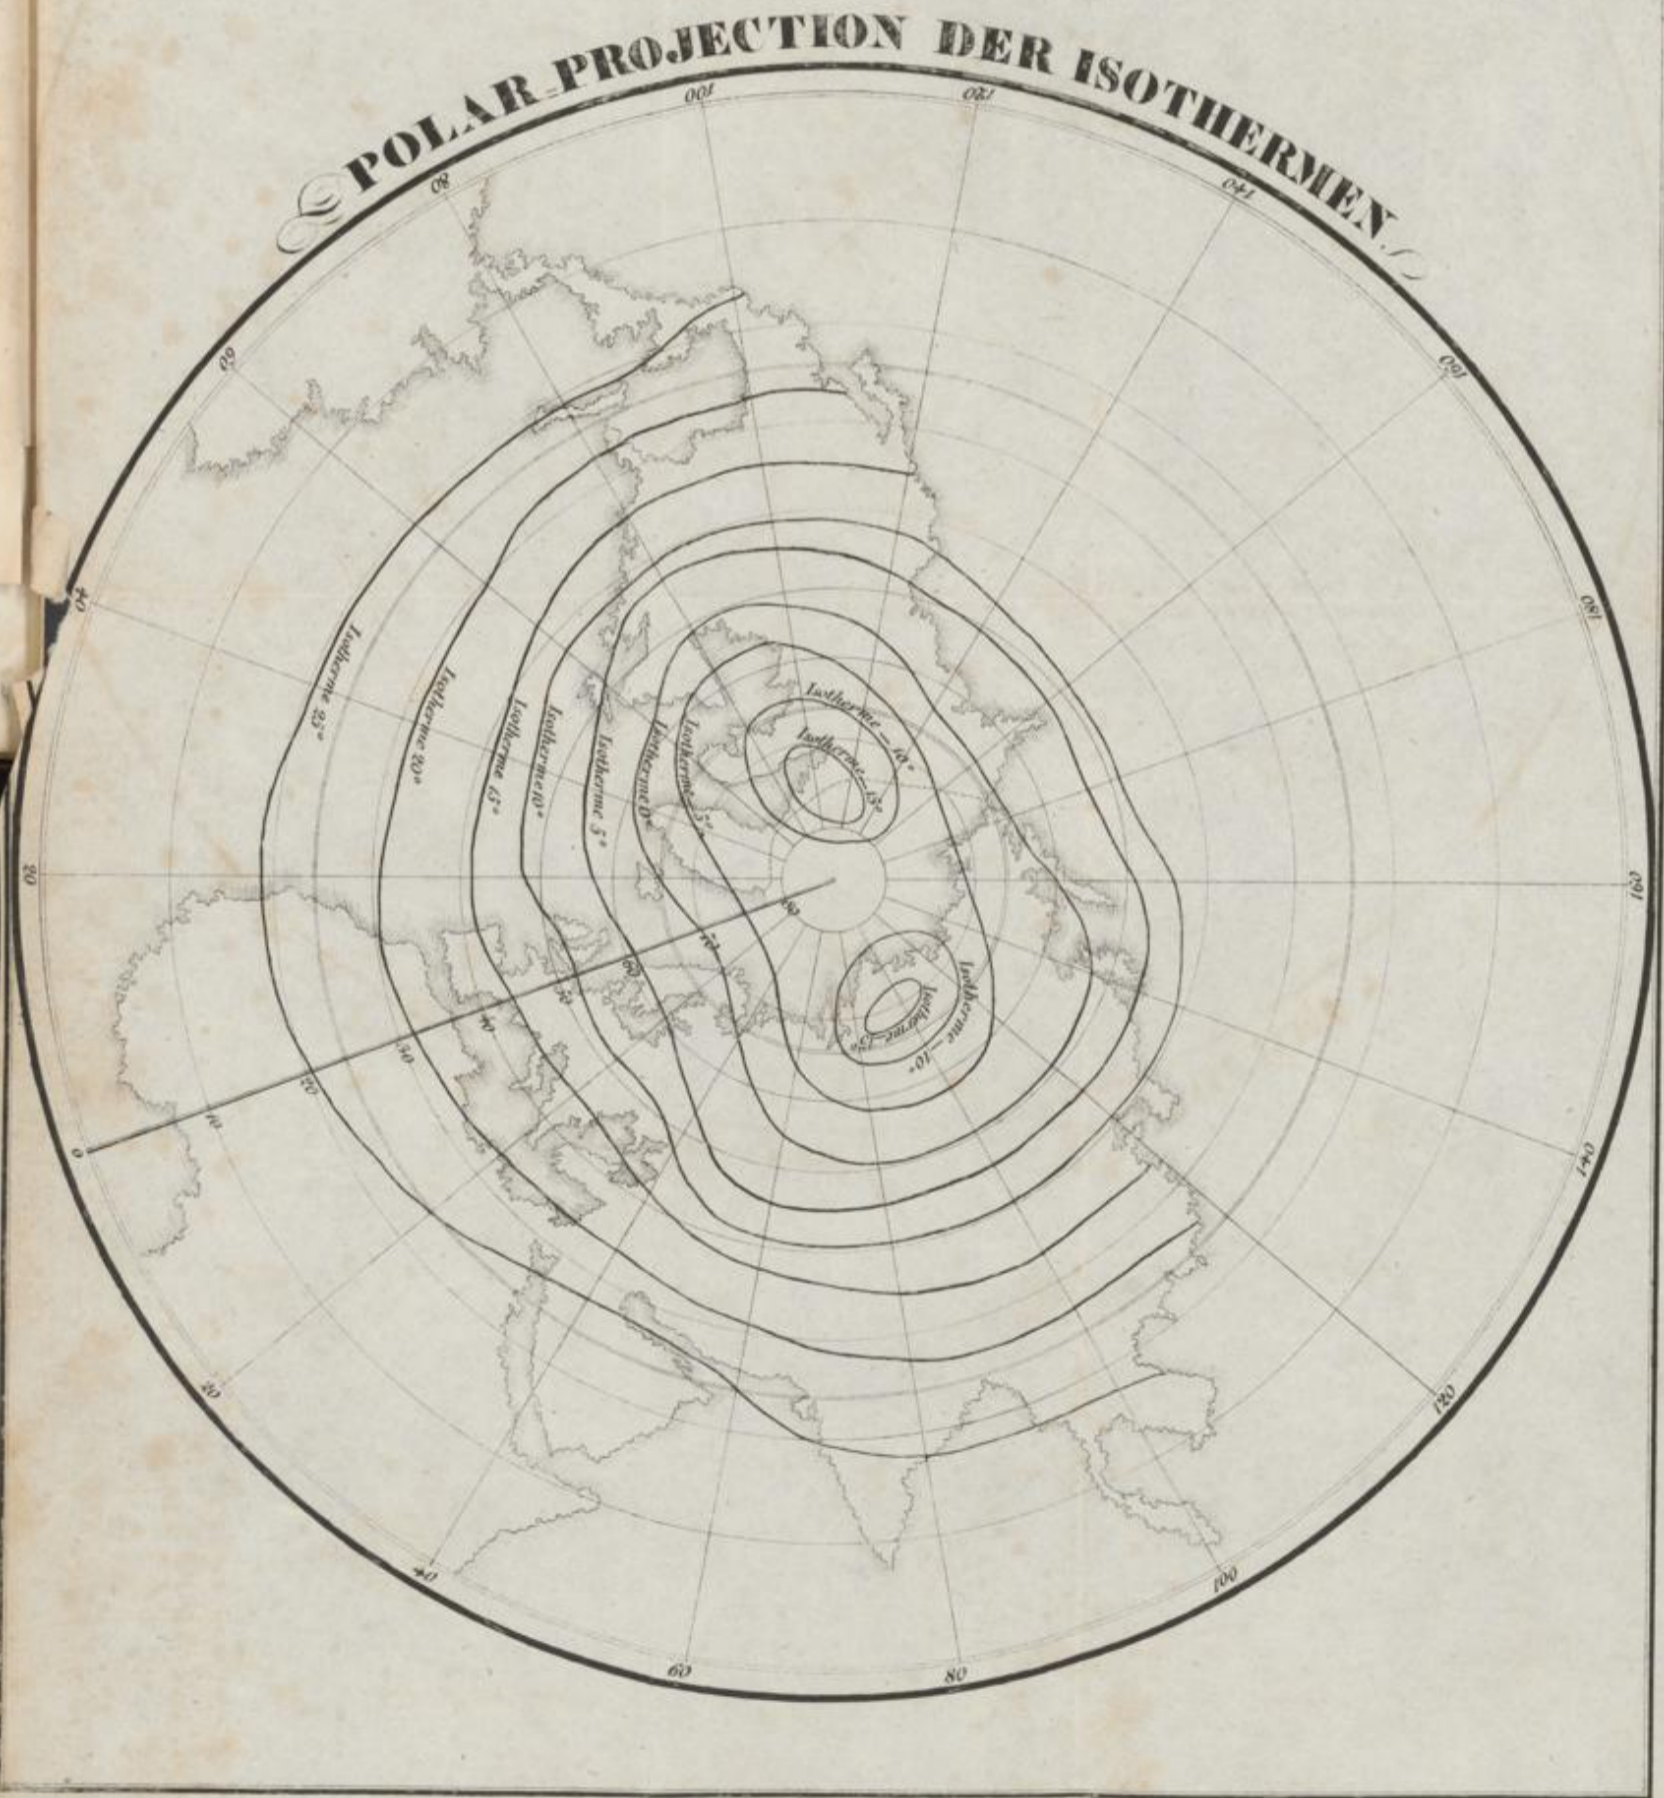 POLAR-PROJECTION DER ISOTHERMEN.
100
120
80
140
60
160
40
180
20
160
0
140
20
120
40
100
60
80
80
70
60
50
40
30
20
10
Isotherme 25°
Isotherme 20°
Isotherme 15°
Isotherme 10°
Isotherme 5°
Isotherme 0°
Isotherme -5°
Isotherme -10°
Isotherme -15°
Isotherme -10°
Isotherme -15°